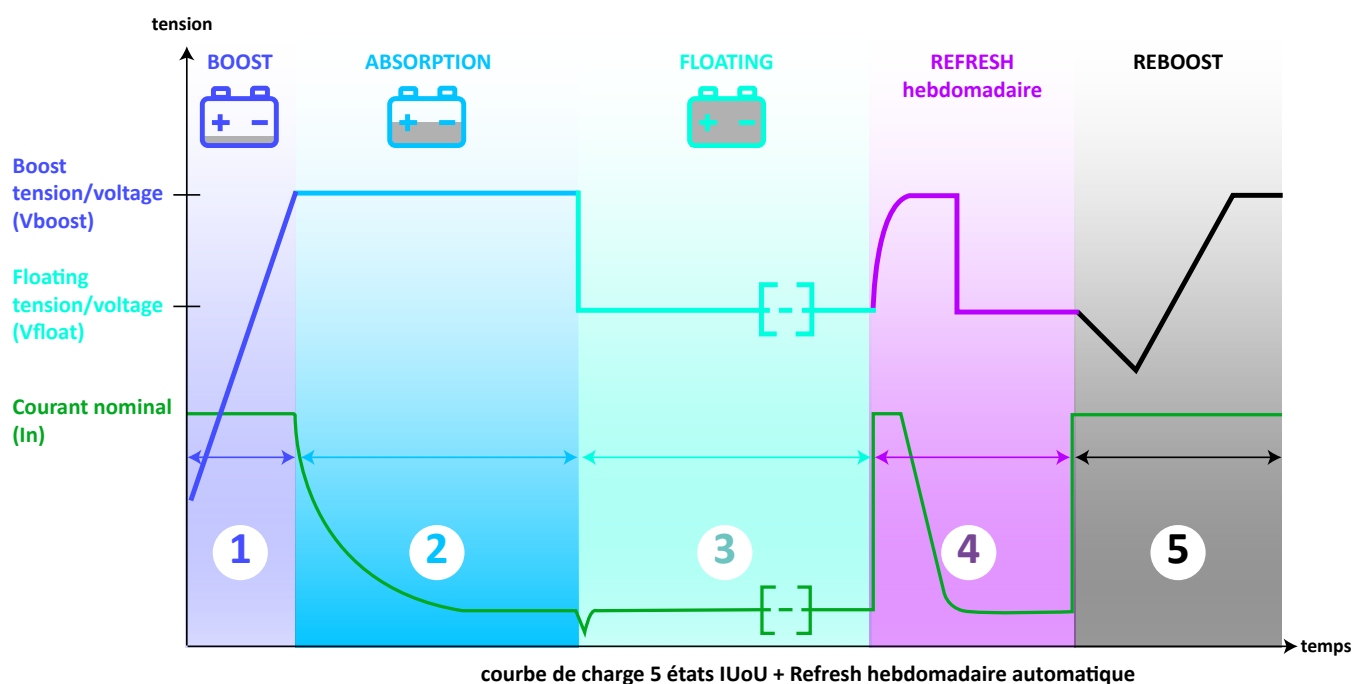 tension
BOOST
ABSORPTION
FLOATING
REFRESH
hebdomadaire
REBOOST
+ -
+ -
+ -
Boost
tension/voltage
(Vboost)
Floating
tension/voltage
(Vfloat)
Courant nominal
(In)
1
2
3
4
5
temps
courbe de charge 5 états IUoU + Refresh hebdomadaire automatique